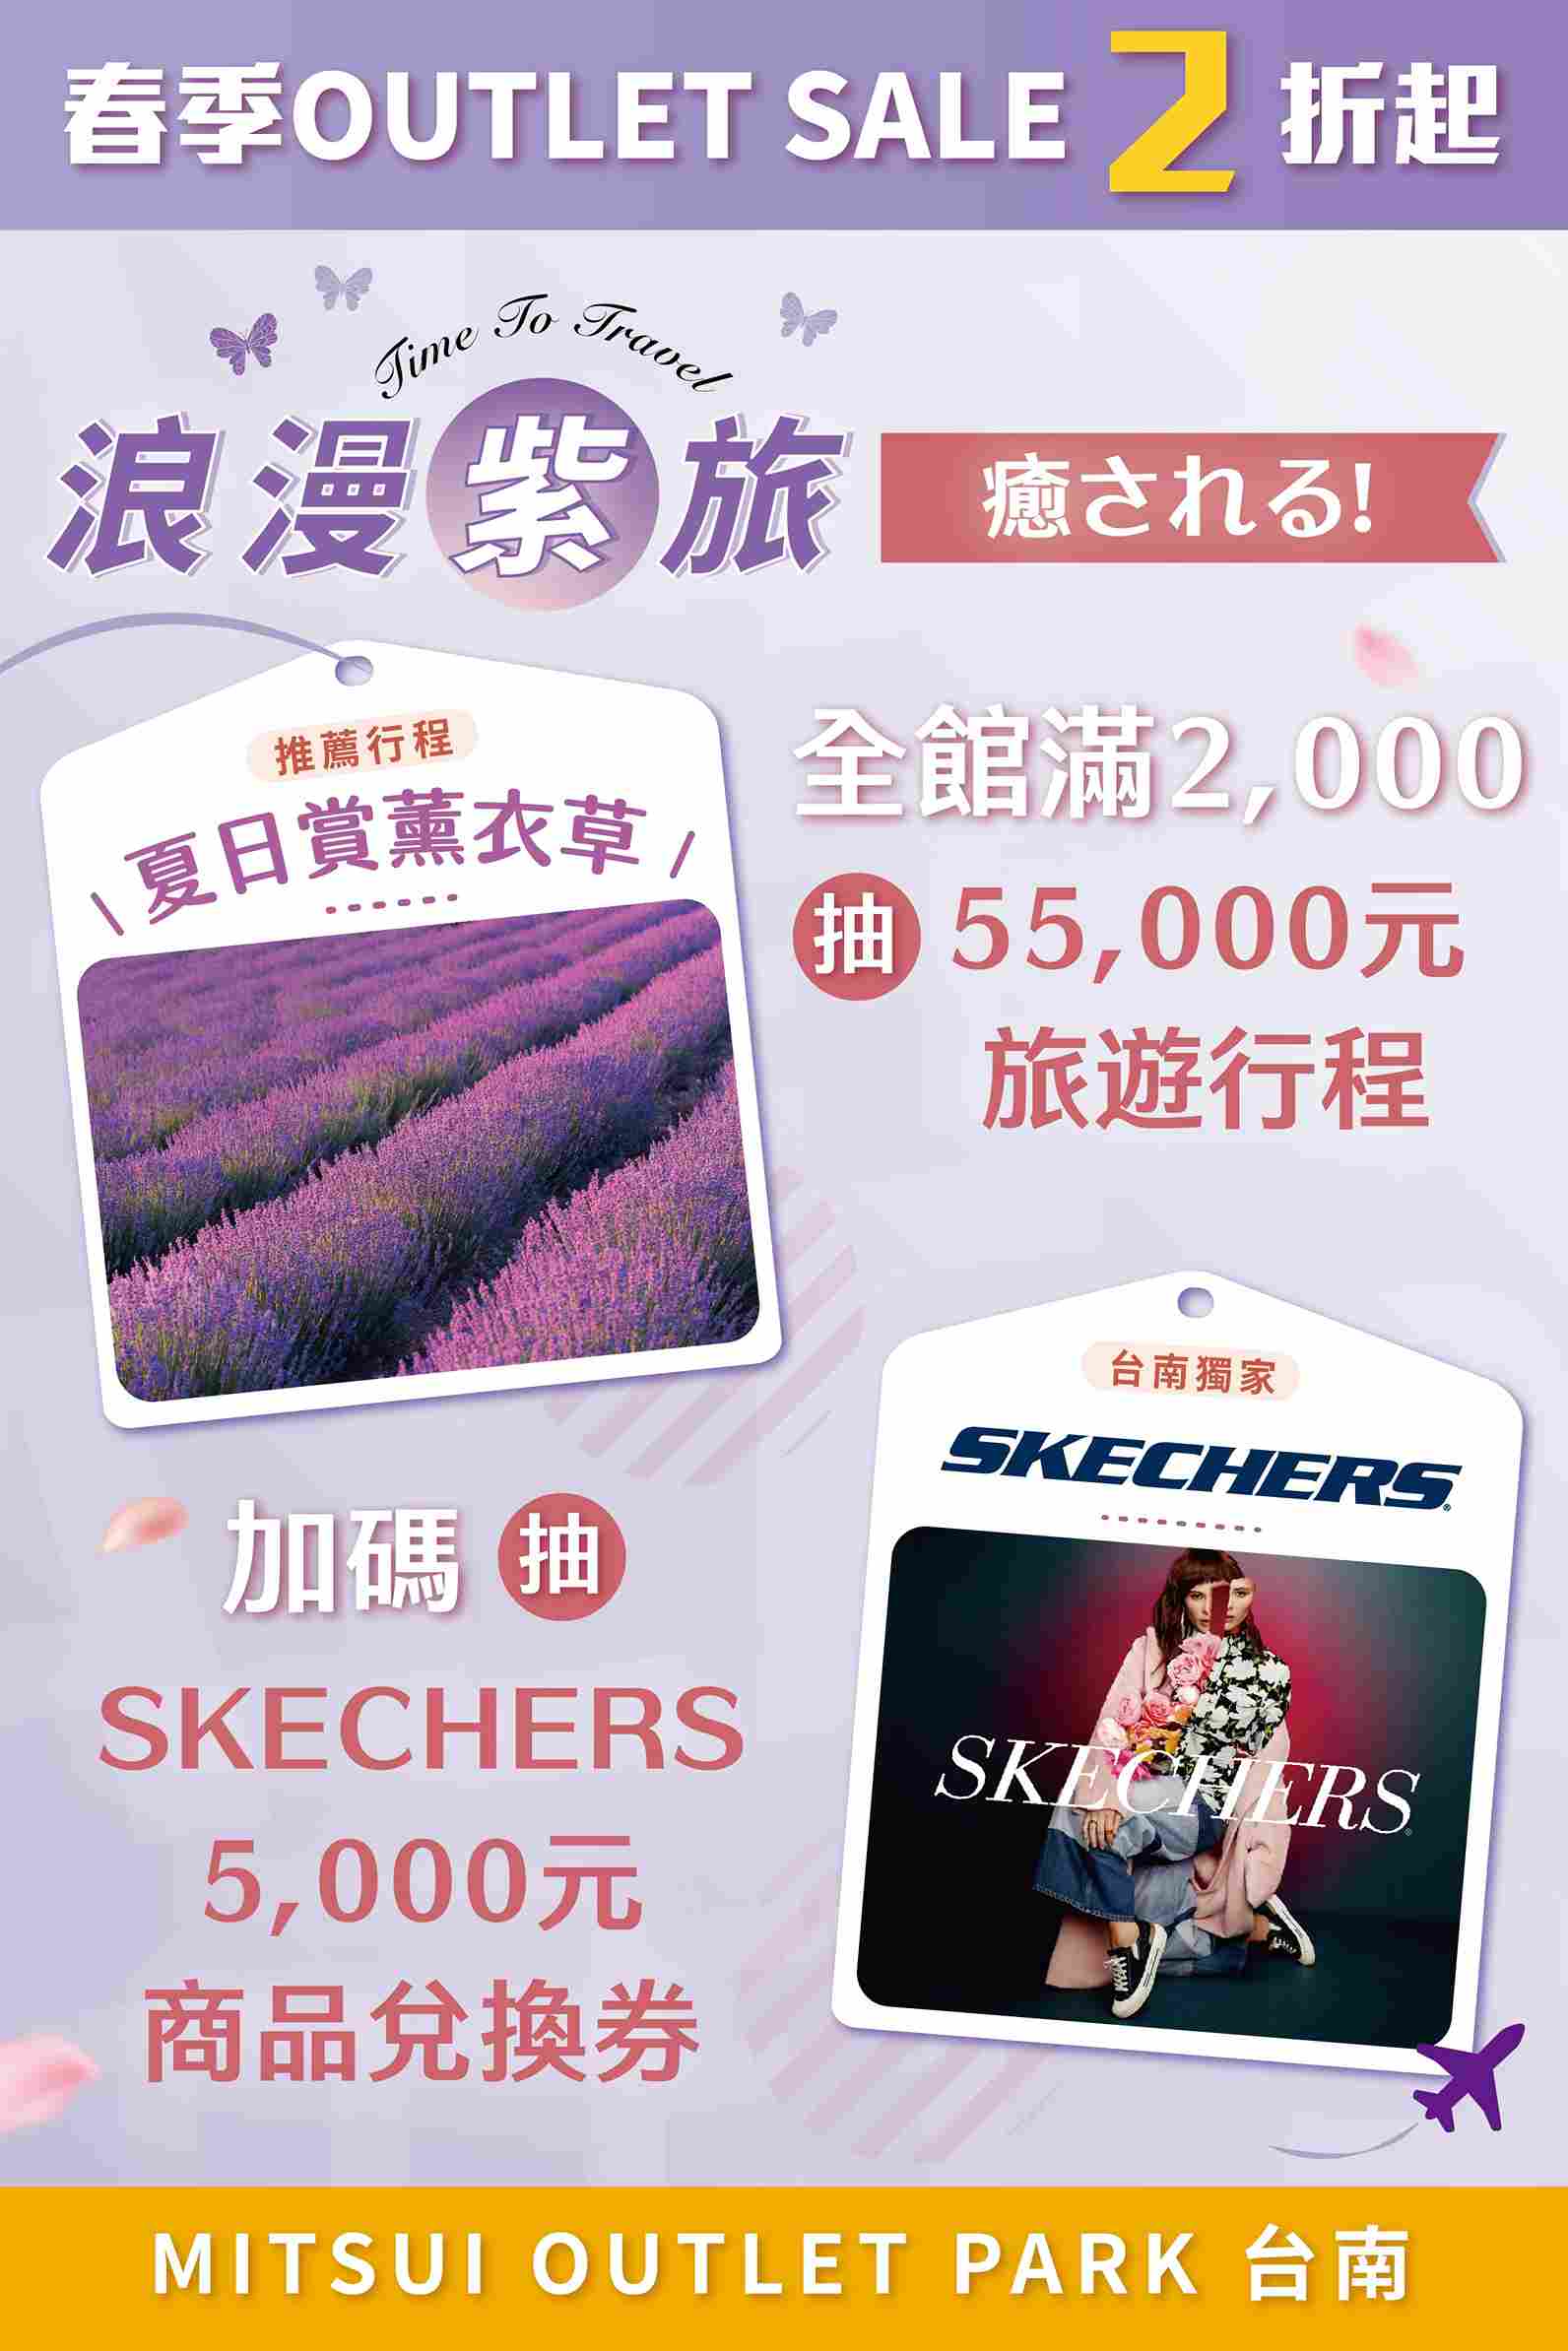 春季OUTLET SALE 2折起
Time To Travel
浪漫紫旅
癒される!
推薦行程
夏日賞薰衣草
全館滿2,000
抽 55,000元
旅遊行程
台南獨家
SKECHERS
SKECHERS
加碼 抽
SKECHERS
5,000元
商品兌換券
MITSUI OUTLET PARK 台南